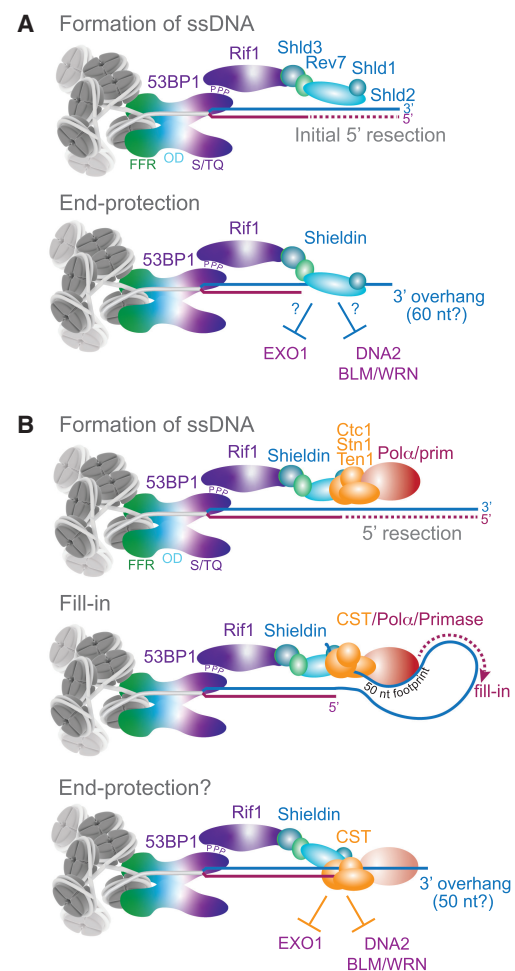 A
Formation of ssDNA
Rif1
Shld3
Rev7
Shld1
53BP1
PPP
Shld2
3'
5'
Initial 5' resection
FFR
OD
S/TQ
End-protection
Rif1
Shieldin
53BP1
PPP
3' overhang
(60 nt?)
?
?
EXO1
DNA2
BLM/WRN
B
Formation of ssDNA
Ctc1
Stn1
Ten1
Rif1
Shieldin
Polα/prim
53BP1
PPP
3'
5'
5' resection
FFR
OD
S/TQ
Fill-in
CST/Polα/Primase
Rif1
Shieldin
53BP1
PPP
50 nt footprint
fill-in
5'
End-protection?
Rif1
Shieldin
53BP1
CST
PPP
3' overhang
(50 nt?)
EXO1
DNA2
BLM/WRN